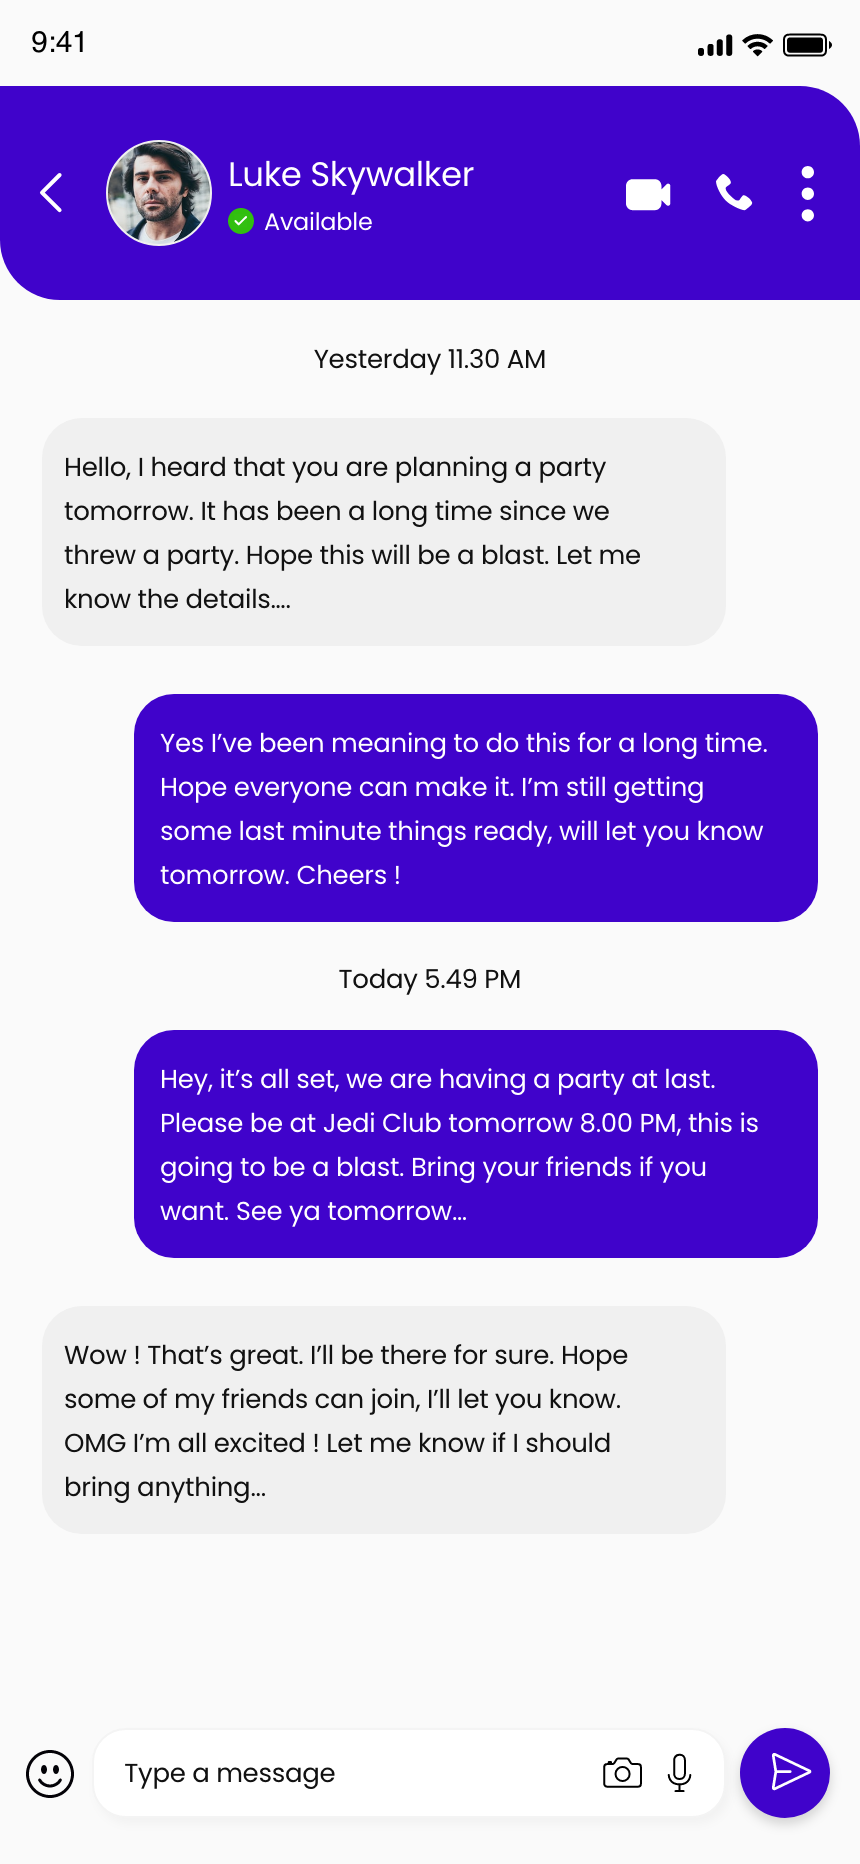 9:41
Luke Skywalker
Available
Yesterday 11.30 AM
Hello, I heard that you are planning a party
tomorrow. It has been a long time since we
threw a party. Hope this will be a blast. Let me
know the details....
Yes I’ve been meaning to do this for a long time.
Hope everyone can make it. I’m still getting
some last minute things ready, will let you know
tomorrow. Cheers !
Today 5.49 PM
Hey, it’s all set, we are having a party at last.
Please be at Jedi Club tomorrow 8.00 PM, this is
going to be a blast. Bring your friends if you
want. See ya tomorrow...
Wow ! That’s great. I’ll be there for sure. Hope
some of my friends can join, I’ll let you know.
OMG I’m all excited ! Let me know if I should
bring anything...
Type a message